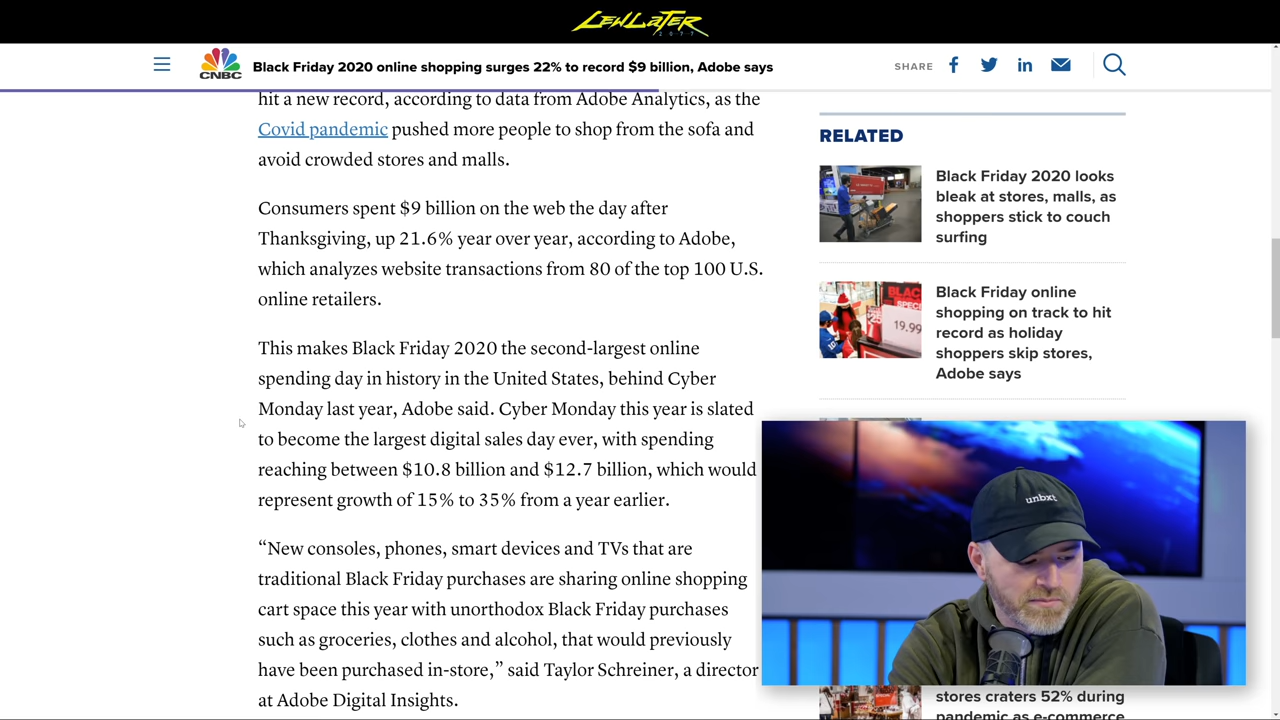 LEWLATER
2077
CNBC
Black Friday 2020 online shopping surges 22% to record $9 billion, Adobe says
SHARE
hit a new record, according to data from Adobe Analytics, as the
Covid pandemic pushed more people to shop from the sofa and
avoid crowded stores and malls.
Consumers spent $9 billion on the web the day after
Thanksgiving, up 21.6% year over year, according to Adobe,
which analyzes website transactions from 80 of the top 100 U.S.
online retailers.
This makes Black Friday 2020 the second-largest online
spending day in history in the United States, behind Cyber
Monday last year, Adobe said. Cyber Monday this year is slated
to become the largest digital sales day ever, with spending
reaching between $10.8 billion and $12.7 billion, which would
represent growth of 15% to 35% from a year earlier.
“New consoles, phones, smart devices and TVs that are
traditional Black Friday purchases are sharing online shopping
cart space this year with unorthodox Black Friday purchases
such as groceries, clothes and alcohol, that would previously
have been purchased in-store,” said Taylor Schreiner, a director
at Adobe Digital Insights.
RELATED
Black Friday 2020 looks
bleak at stores, malls, as
shoppers stick to couch
surfing
BLACK
19.99
Black Friday online
shopping on track to hit
record as holiday
shoppers skip stores,
Adobe says
unbxt
stores craters 52% during
pandemic as e-commerce